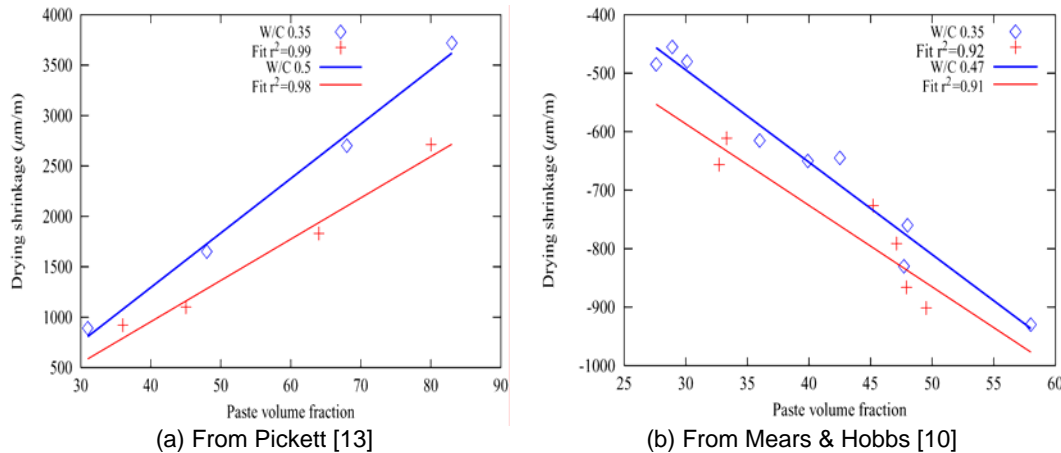 4000
3500
3000
2500
2000
1500
1000
500
30 40 50 60 70 80 90
Drying shrinkage (μm/m)
Paste volume fraction
W/C 0.35
Fit r²=0.99
W/C 0.5
Fit r²=0.98
(a) From Pickett [13]
-400
-500
-600
-700
-800
-900
-1000
25 30 35 40 45 50 55 60
Drying shrinkage (μm/m)
Paste volume fraction
W/C 0.35
Fit r²=0.92
W/C 0.47
Fit r²=0.91
(b) From Mears & Hobbs [10]